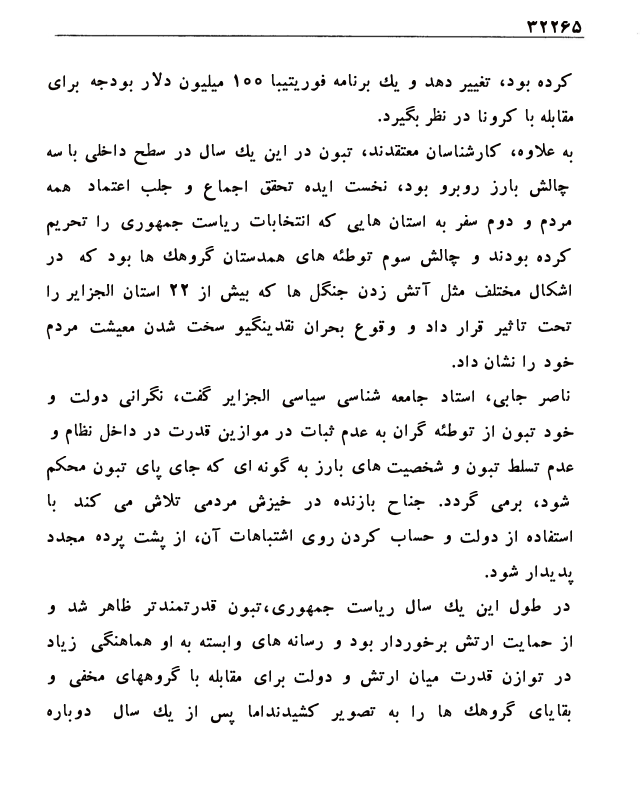 ۳۲۲۶۵
کرده بود، تغییر دهد و یك برنامه فوریتیبا ۱۰۰ میلیون دلار بودجه برای
مقابله با کرونا در نظر بگیرد.
به علاوه، کارشناسان معتقدند، تبون در این یك سال در سطح داخلی با سه
چالش بارز روبرو بود، نخست ایده تحقق اجماع و جلب اعتماد همه
مردم و دوم سفر به استان هایی که انتخابات ریاست جمهوری را تحریم
کرده بودند و چالش سوم توطئه های همدستان گروهك ها بود که در
اشکال مختلف مثل آتش زدن جنگل ها که بیش از ۲۲ استان الجزایر را
تحت تاثیر قرار داد و وقوع بحران نقدینگیو سخت شدن معیشت مردم
خود را نشان داد.
ناصر جابی، استاد جامعه شناسی سیاسی الجزایر گفت، نگرانی دولت و
خود تبون از توطئه گران به عدم ثبات در موازین قدرت در داخل نظام و
عدم تسلط تبون و شخصیت های بارز به گونه ای که جای پای تبون محکم
شود، برمی گردد. جناح بازنده در خیزش مردمی تلاش می کند با
استفاده از دولت و حساب کردن روی اشتباهات آن، از پشت پرده مجدد
پدیدار شود.
در طول این یك سال ریاست جمهوری،تبون قدرتمندتر ظاهر شد و
از حمایت ارتش برخوردار بود و رسانه های وابسته به او هماهنگی زیاد
در توازن قدرت میان ارتش و دولت برای مقابله با گروههای مخفی و
بقایای گروهك ها را به تصویر کشیدنداما پس از یك سال دوباره